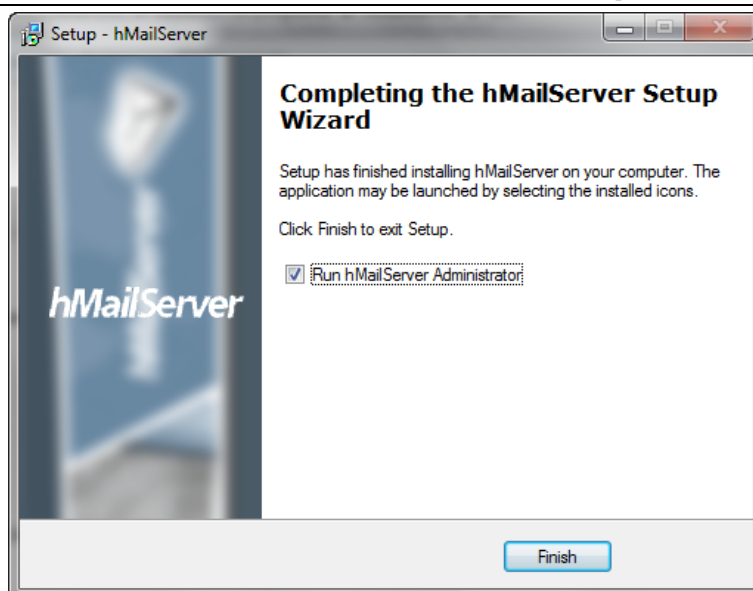 Setup - hMailServer
Completing the hMailServer Setup
Wizard
Setup has finished installing hMailServer on your computer. The
application may be launched by selecting the installed icons.
Click Finish to exit Setup.
Run hMailServer Administrator
hMailServer
Finish